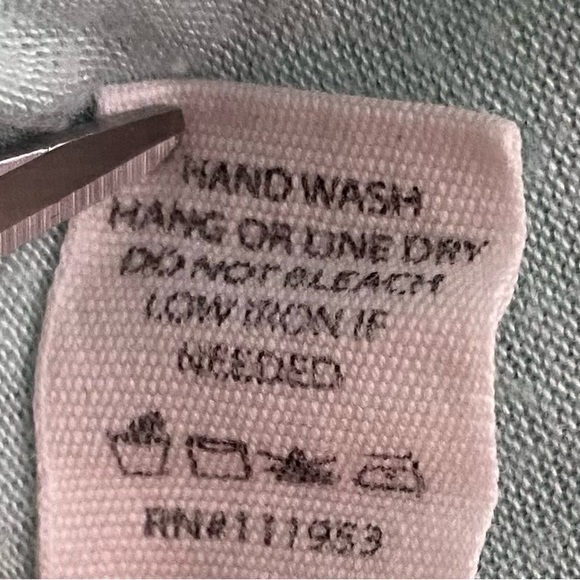 HAND WASH
HANG OR LINE DRY
DO NOT BLEACH
LOW IRON IF
NEEDED
RN#111953